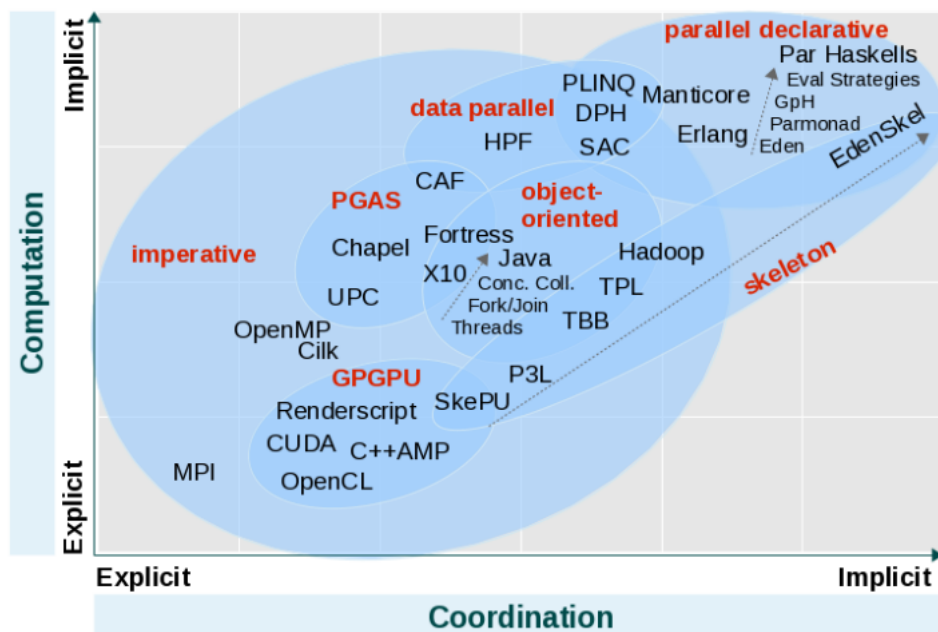 Implicit
Computation
Explicit
parallel declarative
Par Haskells
Eval Strategies
GpH
Parmonad
Eden
Manticore
Erlang
EdenSkel
PLINQ
data parallel
DPH
HPF
SAC
CAF
PGAS
object-
oriented
imperative
Chapel
Fortress
X10
Java
Conc. Coll.
Fork/Join
Threads
Hadoop
TPL
TBB
skeleton
UPC
OpenMP
Cilk
GPGPU
P3L
SkePU
Renderscript
CUDA
C++AMP
MPI
OpenCL
Explicit
Implicit
Coordination